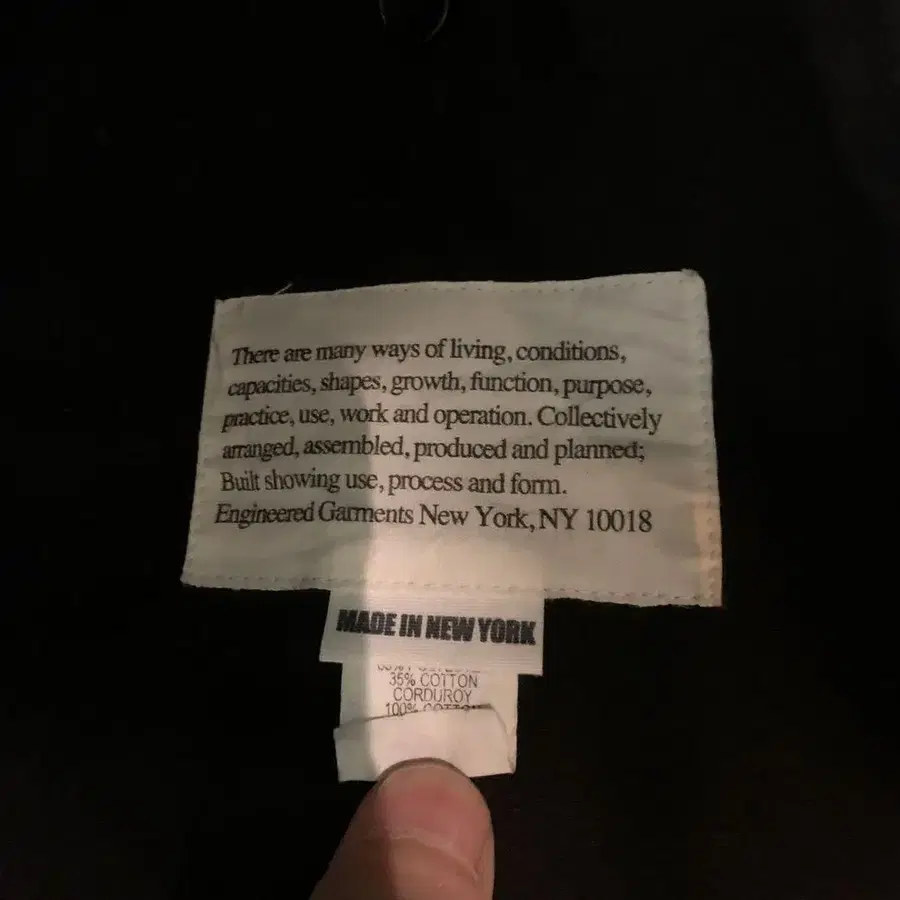 There are many ways of living, conditions,
capacities, shapes, growth, function, purpose,
practice, use, work and operation. Collectively
arranged, assembled, produced and planned;
Built showing use, process and form.
Engineered Garments New York, NY 10018
MADE IN NEW YORK
35% COTTON
CORDUROY
100%